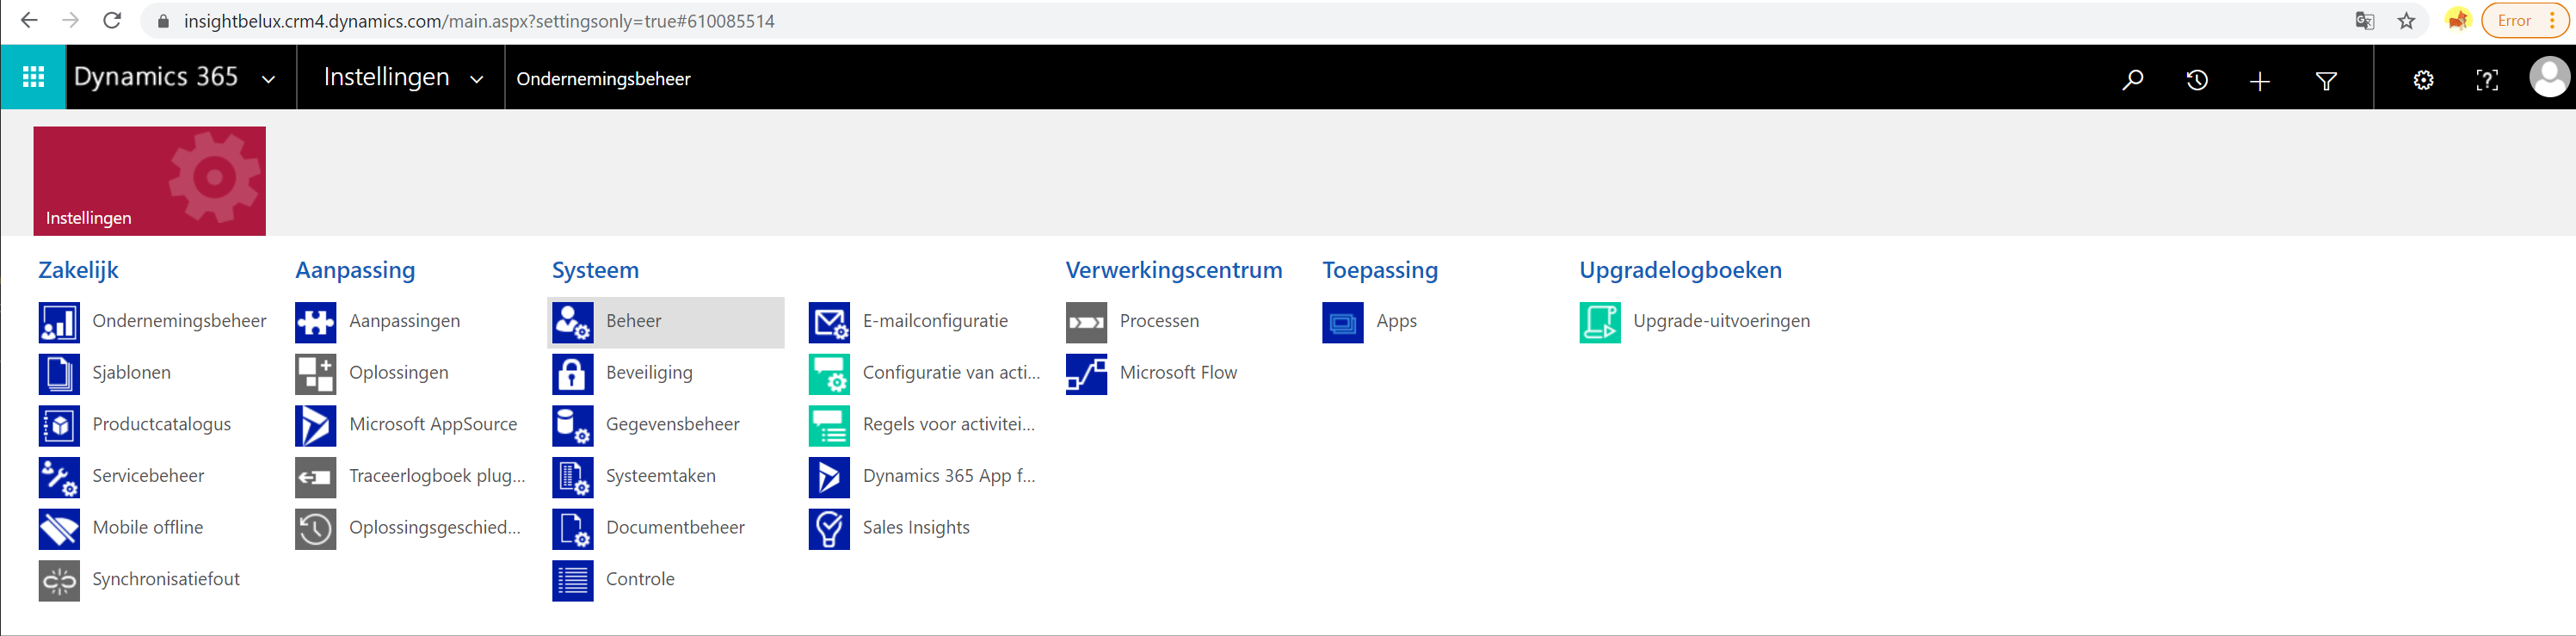 insightbelux.crm4.dynamics.com/main.aspx?settingsonly=true#610085514
Error
Dynamics 365
Instellingen
Ondernemingsbeheer
Instellingen
Zakelijk
Ondernemingsbeheer
Sjablonen
Productcatalogus
Servicebeheer
Mobile offline
Synchronisatiefout
Aanpassing
Aanpassingen
Oplossingen
Microsoft AppSource
Traceerlogboek plug...
Oplossingsgeschied...
Systeem
Beheer
Beveiliging
Gegevensbeheer
Systeemtaken
Documentbeheer
Controle
E-mailconfiguratie
Configuratie van acti...
Regels voor activitei...
Dynamics 365 App f...
Sales Insights
Verwerkingscentrum
Processen
Microsoft Flow
Toepassing
Apps
Upgradelogboeken
Upgrade-uitvoeringen